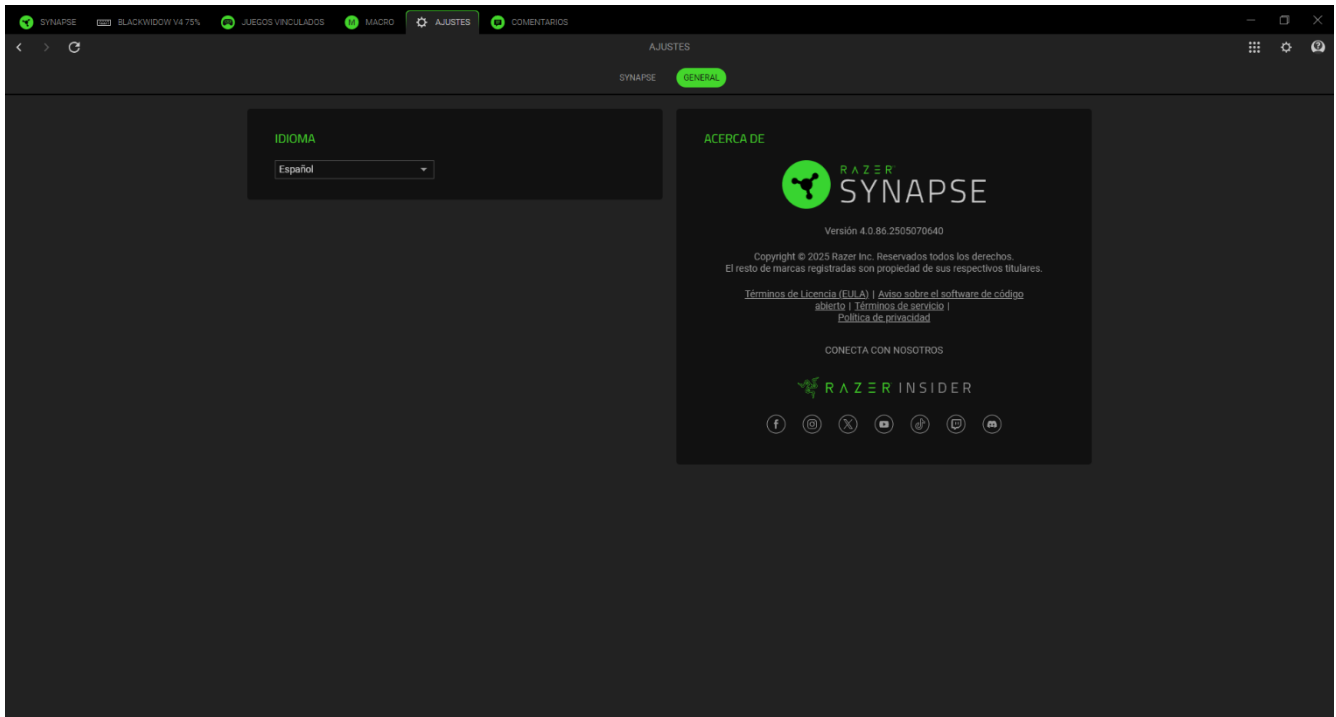 SYNAPSE BLACKWIDOW V4 75% JUEGOS VINCULADOS M MACRO AJUSTES COMENTARIOS
AJUSTES
SYNAPSE GENERAL
IDIOMA
Español
ACERCA DE
RAZER
SYNAPSE
Versión 4.0.86.2505070640
Copyright © 2025 Razer Inc. Reservados todos los derechos.
El resto de marcas registradas son propiedad de sus respectivos titulares.
Términos de Licencia (EULA) | Aviso sobre el software de código
abierto | Términos de servicio |
Política de privacidad
CONECTA CON NOSOTROS
RAZER INSIDER